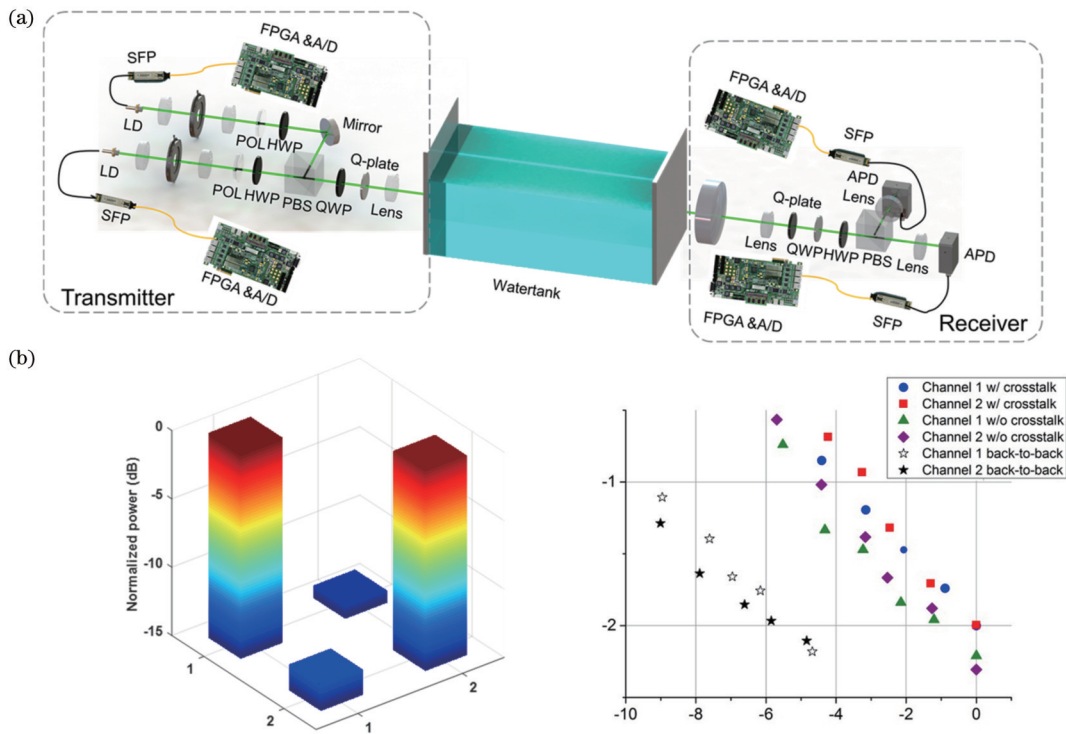 (a)
FPGA &A/D
SFP
LD
POL HWP
Mirror
Q-plate
LD
POL HWP PBS QWP Lens
SFP
FPGA &A/D
Transmitter
Watertank
FPGA &A/D
SFP
APD
Lens
Q-plate
Lens QWP HWP PBS Lens
APD
FPGA &A/D
SFP
Receiver
(b)
Normalized power (dB)
0
-5
-10
-15
1
2
1
2
Channel 1 w/ crosstalk
Channel 2 w/ crosstalk
Channel 1 w/o crosstalk
Channel 2 w/o crosstalk
Channel 1 back-to-back
Channel 2 back-to-back
-1
-2
-10 -8 -6 -4 -2 0